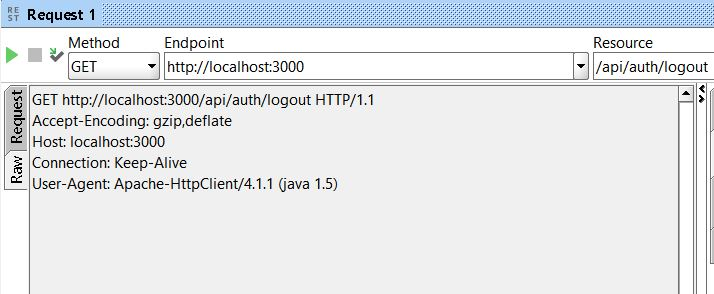 RE
ST
Request 1
Method
Endpoint
Resource
GET
http://localhost:3000
/api/auth/logout
Request
Raw
GET http://localhost:3000/api/auth/logout HTTP/1.1
Accept-Encoding: gzip,deflate
Host: localhost:3000
Connection: Keep-Alive
User-Agent: Apache-HttpClient/4.1.1 (java 1.5)